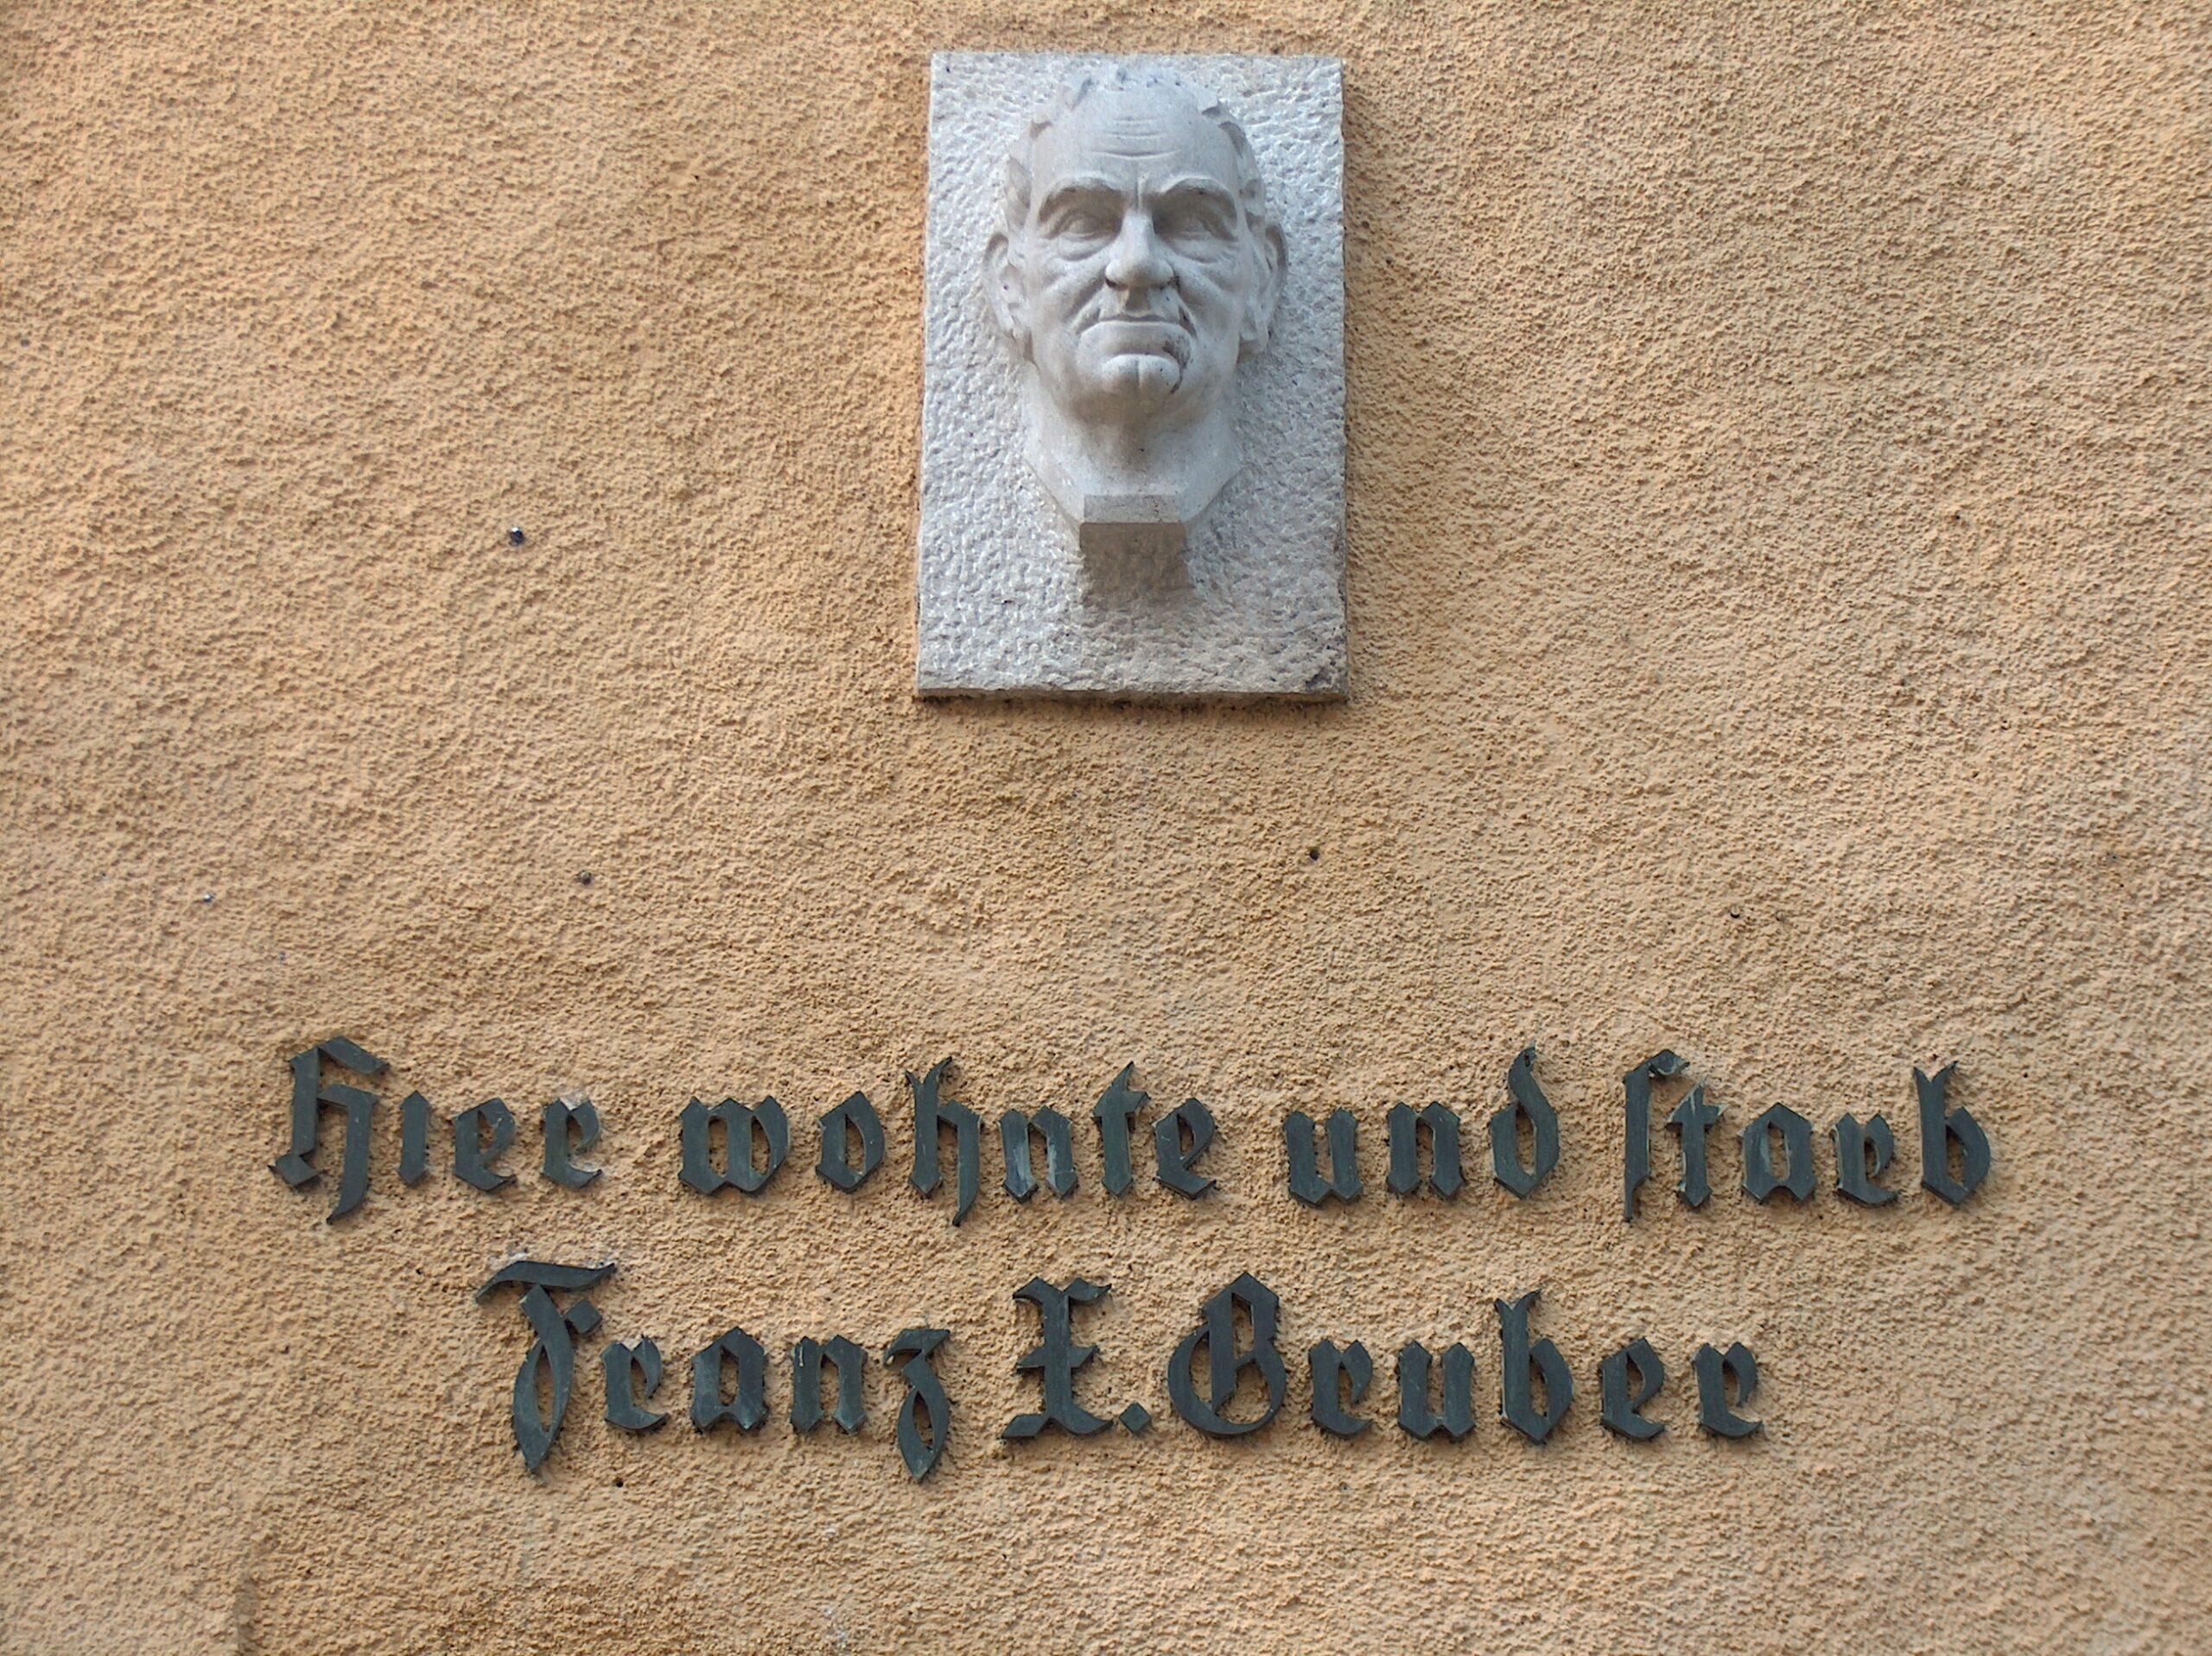 Hier wohnte und ſtarb
Franz X. Gruber